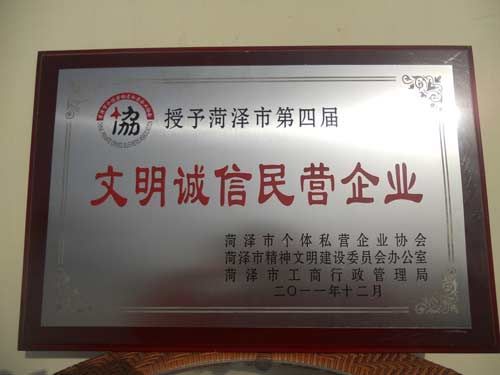 協
授予菏泽市第四届
文明诚信民营企业
菏泽市个体私营企业协会
菏泽市精神文明建设委员会办公室
菏泽市工商行政管理局
二〇一一年十二月